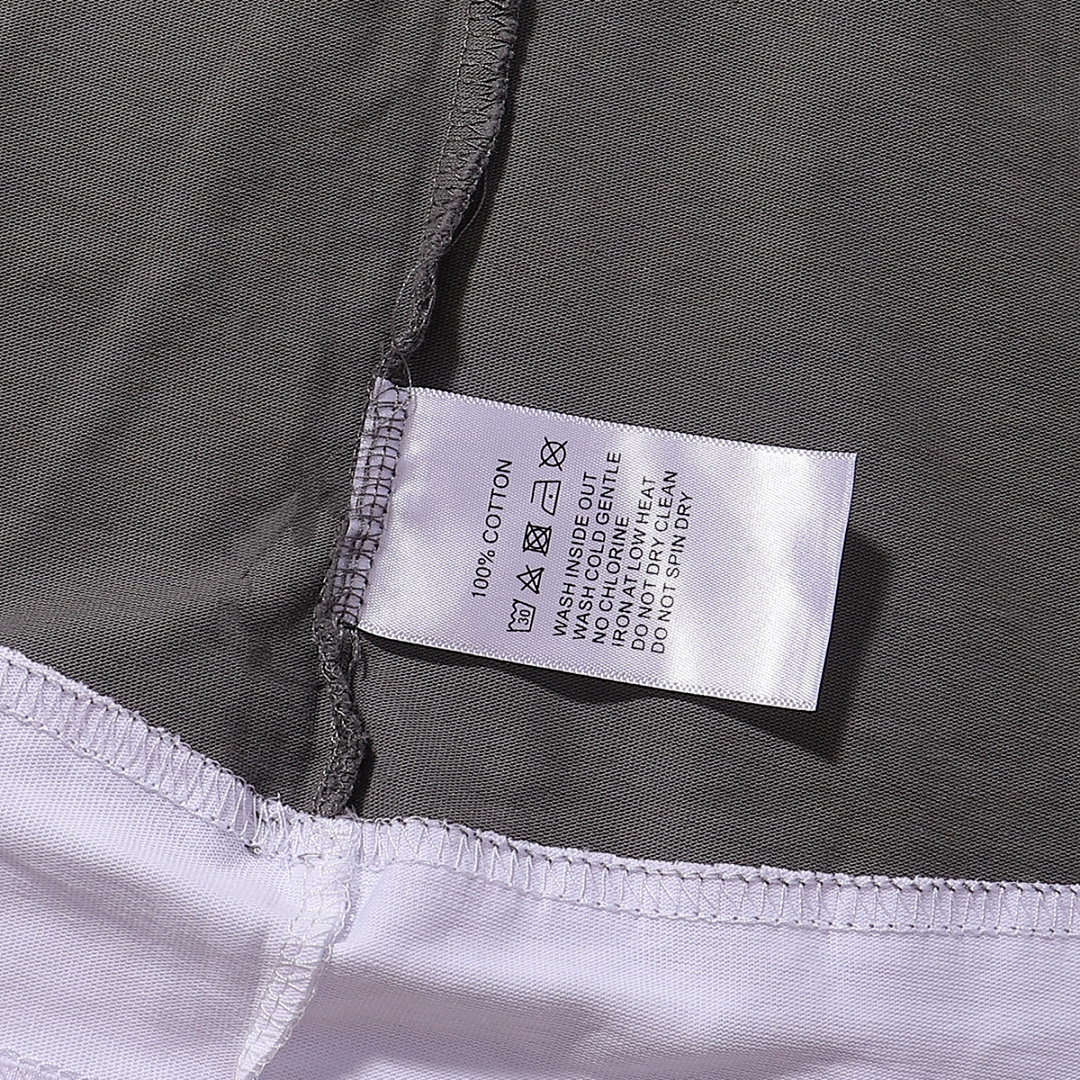 100% COTTON
30
WASH INSIDE OUT
WASH COLD GENTLE
NO CHLORINE
IRON AT LOW HEAT
DO NOT DRY CLEAN
DO NOT SPIN DRY